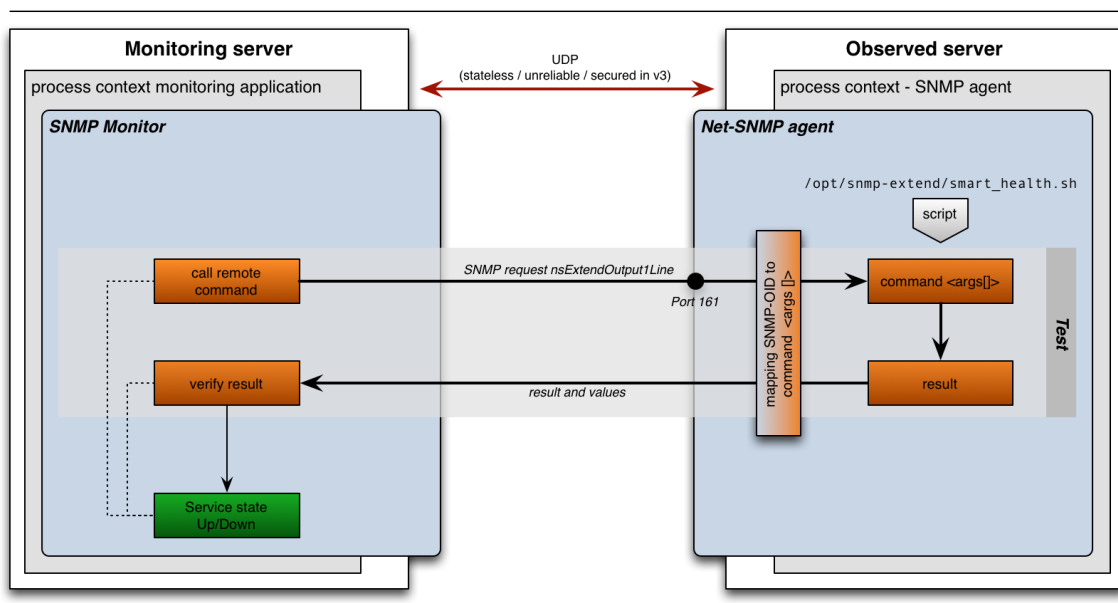 Monitoring server
process context monitoring application
SNMP Monitor
UDP
(stateless / unreliable / secured in v3)
Observed server
process context - SNMP agent
Net-SNMP agent
/opt/snmp-extend/smart_health.sh
script
call remote
command
SNMP request nsExtendOutput1Line
Port 161
mapping SNMP-OID to
command <args []>
command <args[]>
Test
verify result
result and values
result
Service state
Up/Down